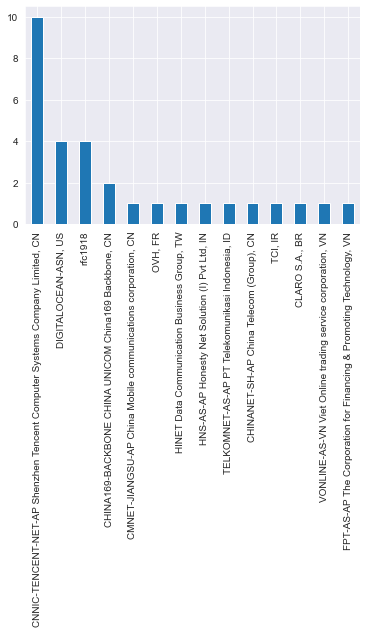 10
8
6
4
2
0
CNNIC-TENCENT-NET-AP Shenzhen Tencent Computer Systems Company Limited, CN
DIGITALOCEAN-ASN, US
rfc1918
CHINA169-BACKBONE CHINA UNICOM China169 Backbone, CN
CMNET-JIANGSU-AP China Mobile communications corporation, CN
OVH, FR
HINET Data Communication Business Group, TW
HNS-AS-AP Honesty Net Solution (I) Pvt Ltd, IN
TELKOMNET-AS-AP PT Telekomunikasi Indonesia, ID
CHINANET-SH-AP China Telecom (Group), CN
TCI, IR
CLARO S.A., BR
VONLINE-AS-VN Viet Online trading service corporation, VN
FPT-AS-AP The Corporation for Financing & Promoting Technology, VN